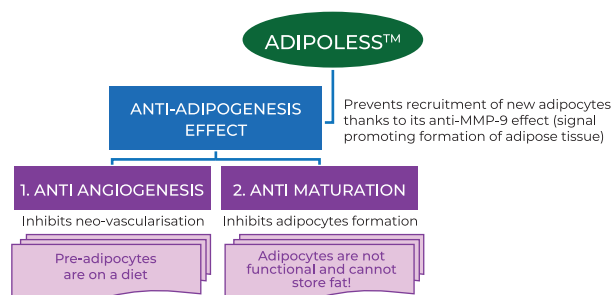 ADIPOLESS™
ANTI-ADIPOGENESIS
EFFECT
Prevents recruitment of new adipocytes
thanks to its anti-MMP-9 effect (signal
promoting formation of adipose tissue)
1. ANTI ANGIOGENESIS
Inhibits neo-vascularisation
Pre-adipocytes
are on a diet
2. ANTI MATURATION
Inhibits adipocytes formation
Adipocytes are not
functional and cannot
store fat!